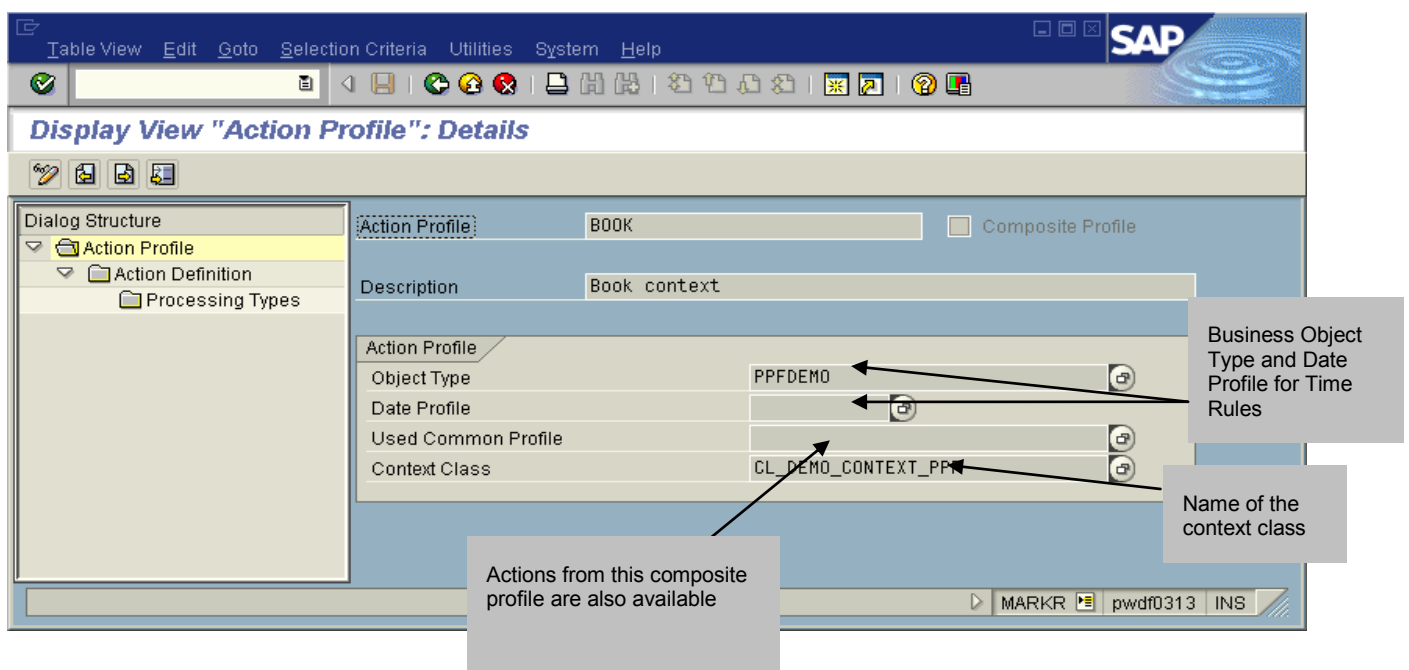 Table View Edit Goto Selection Criteria Utilities System Help
SAP
Display View "Action Profile": Details
Dialog Structure
Action Profile
Action Definition
Processing Types
Action Profile BOOK Composite Profile
Description Book context
Action Profile
Object Type PPFDEMO
Date Profile
Used Common Profile
Context Class CL_DEMO_CONTEXT_PPF
Business Object
Type and Date
Profile for Time
Rules
Name of the
context class
Actions from this composite
profile are also available
MARKR pwdf0313 INS